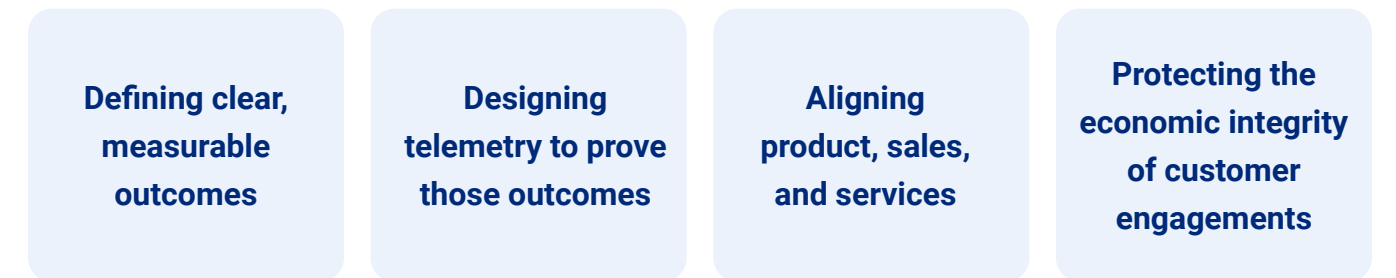 Defining clear,
measurable
outcomes
Designing
telemetry to prove
those outcomes
Aligning
product, sales,
and services
Protecting the
economic integrity
of customer
engagements